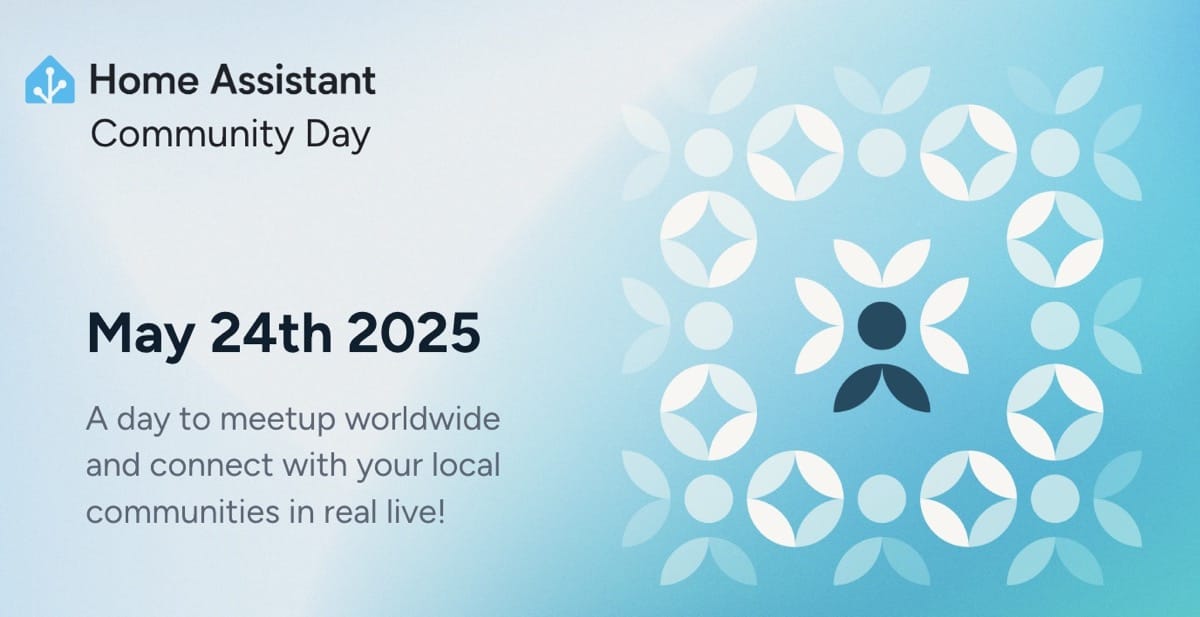 Home Assistant
Community Day
May 24th 2025
A day to meetup worldwide
and connect with your local
communities in real live!